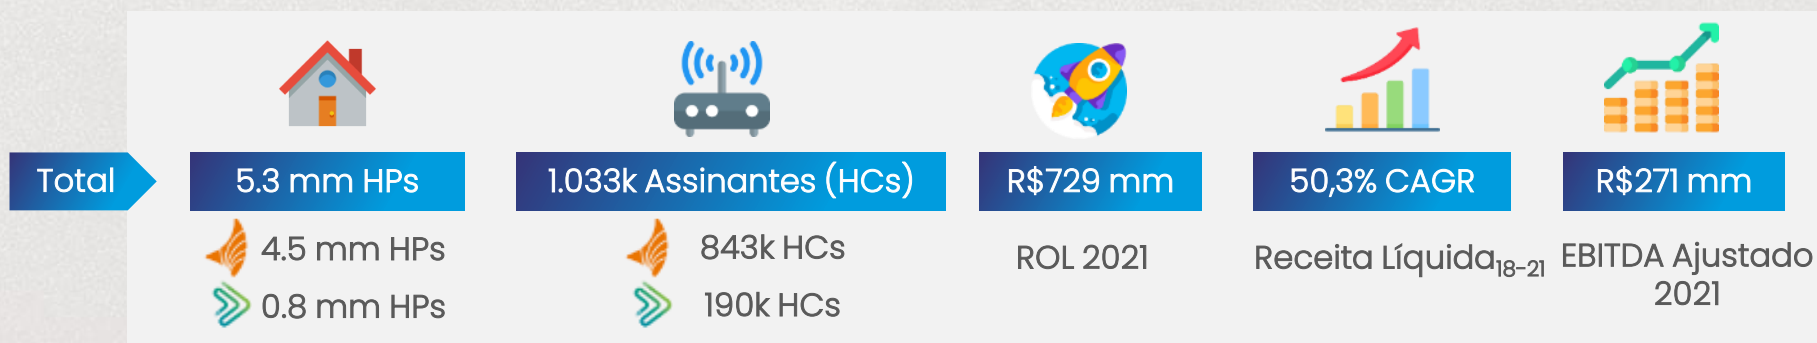 Total
5.3 mm HPs
4.5 mm HPs
0.8 mm HPs
1.033k Assinantes (HCs)
843k HCs
190k HCs
R$729 mm
ROL 2021
50,3% CAGR
Receita Líquida18-21
R$271 mm
EBITDA Ajustado
2021